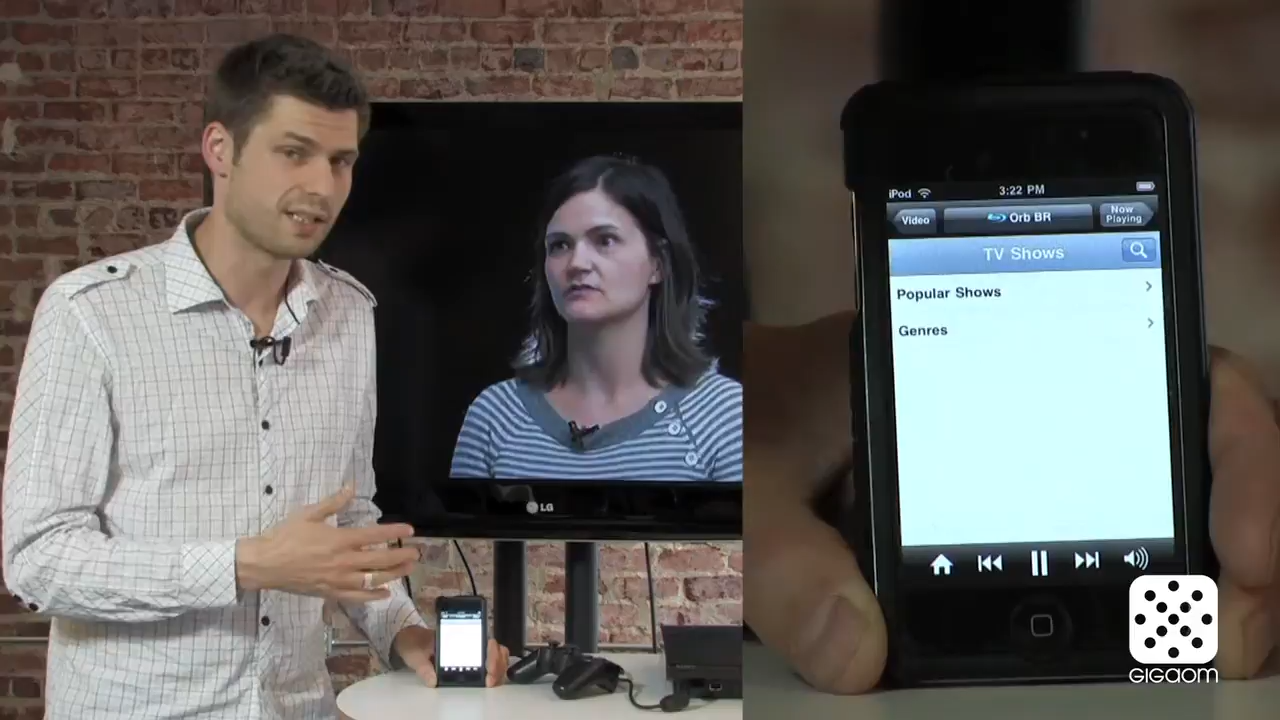 LG
iPod
3:22 PM
Video
Orb BR
Now
Playing
TV Shows
Popular Shows
Genres
GIGAOM